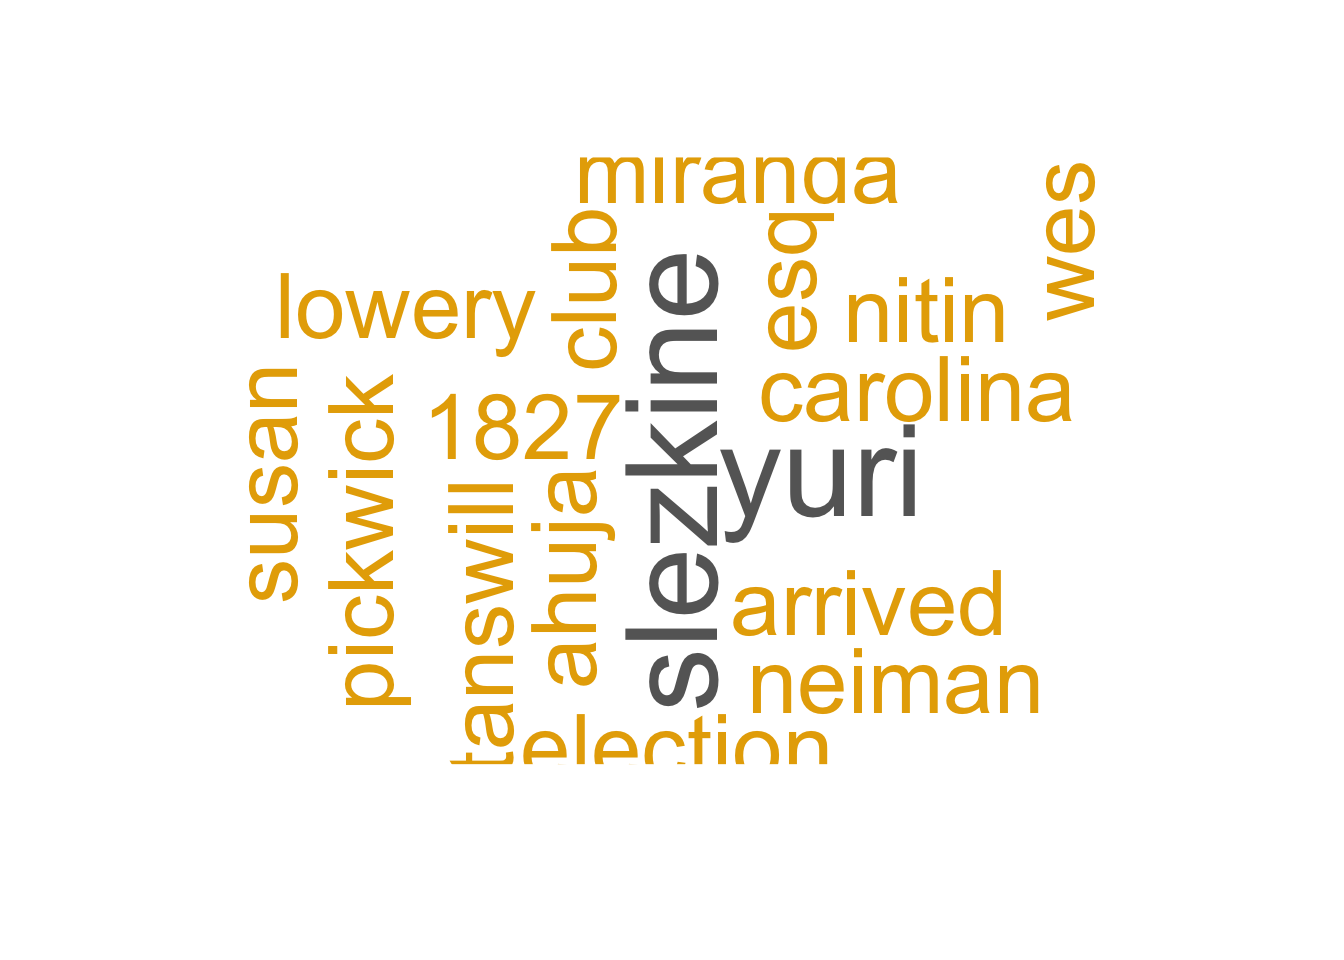 miranda
wes
club
esq
lowery
nitin
slezkine
carolina
susan
pickwick
1827
yuri
tanswill
ahuja
arrived
neiman
election